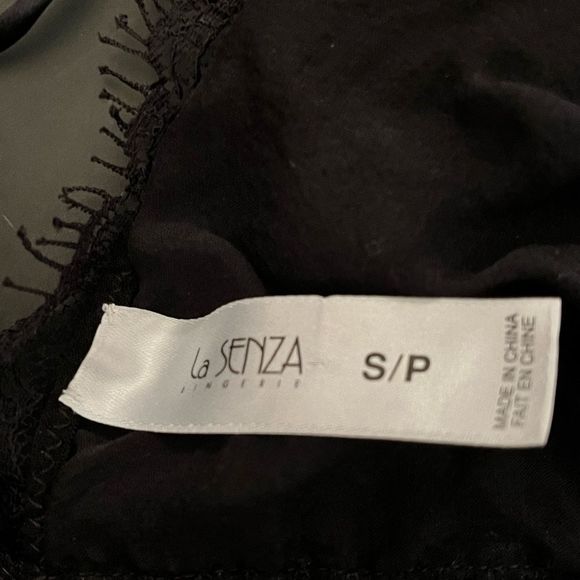 La SENZA
LINGERIE
S/P
MADE IN CHINA
FAIT EN CHINE